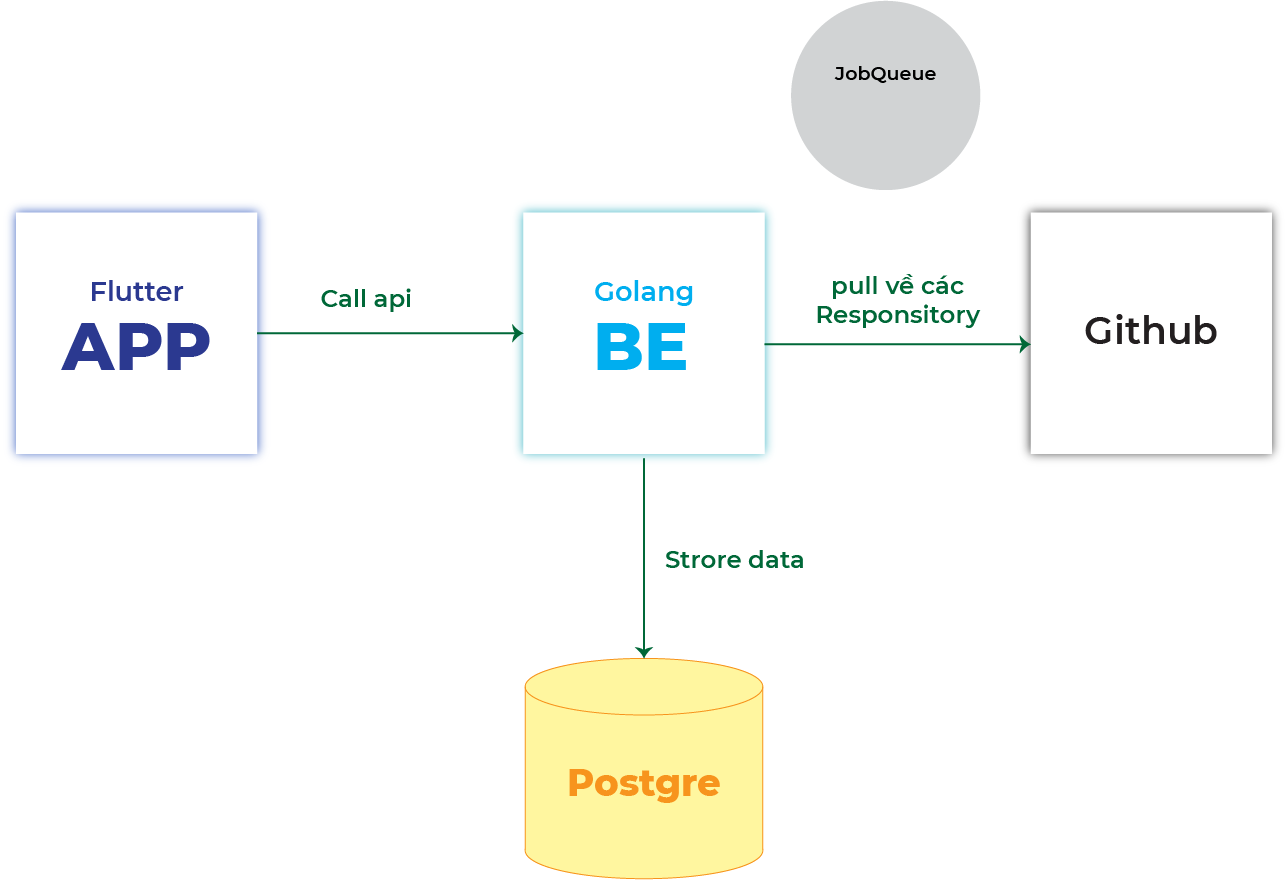 JobQueue
Flutter
APP
Call api
Golang
BE
pull về các
Responsitory
Github
Strore data
Postgre